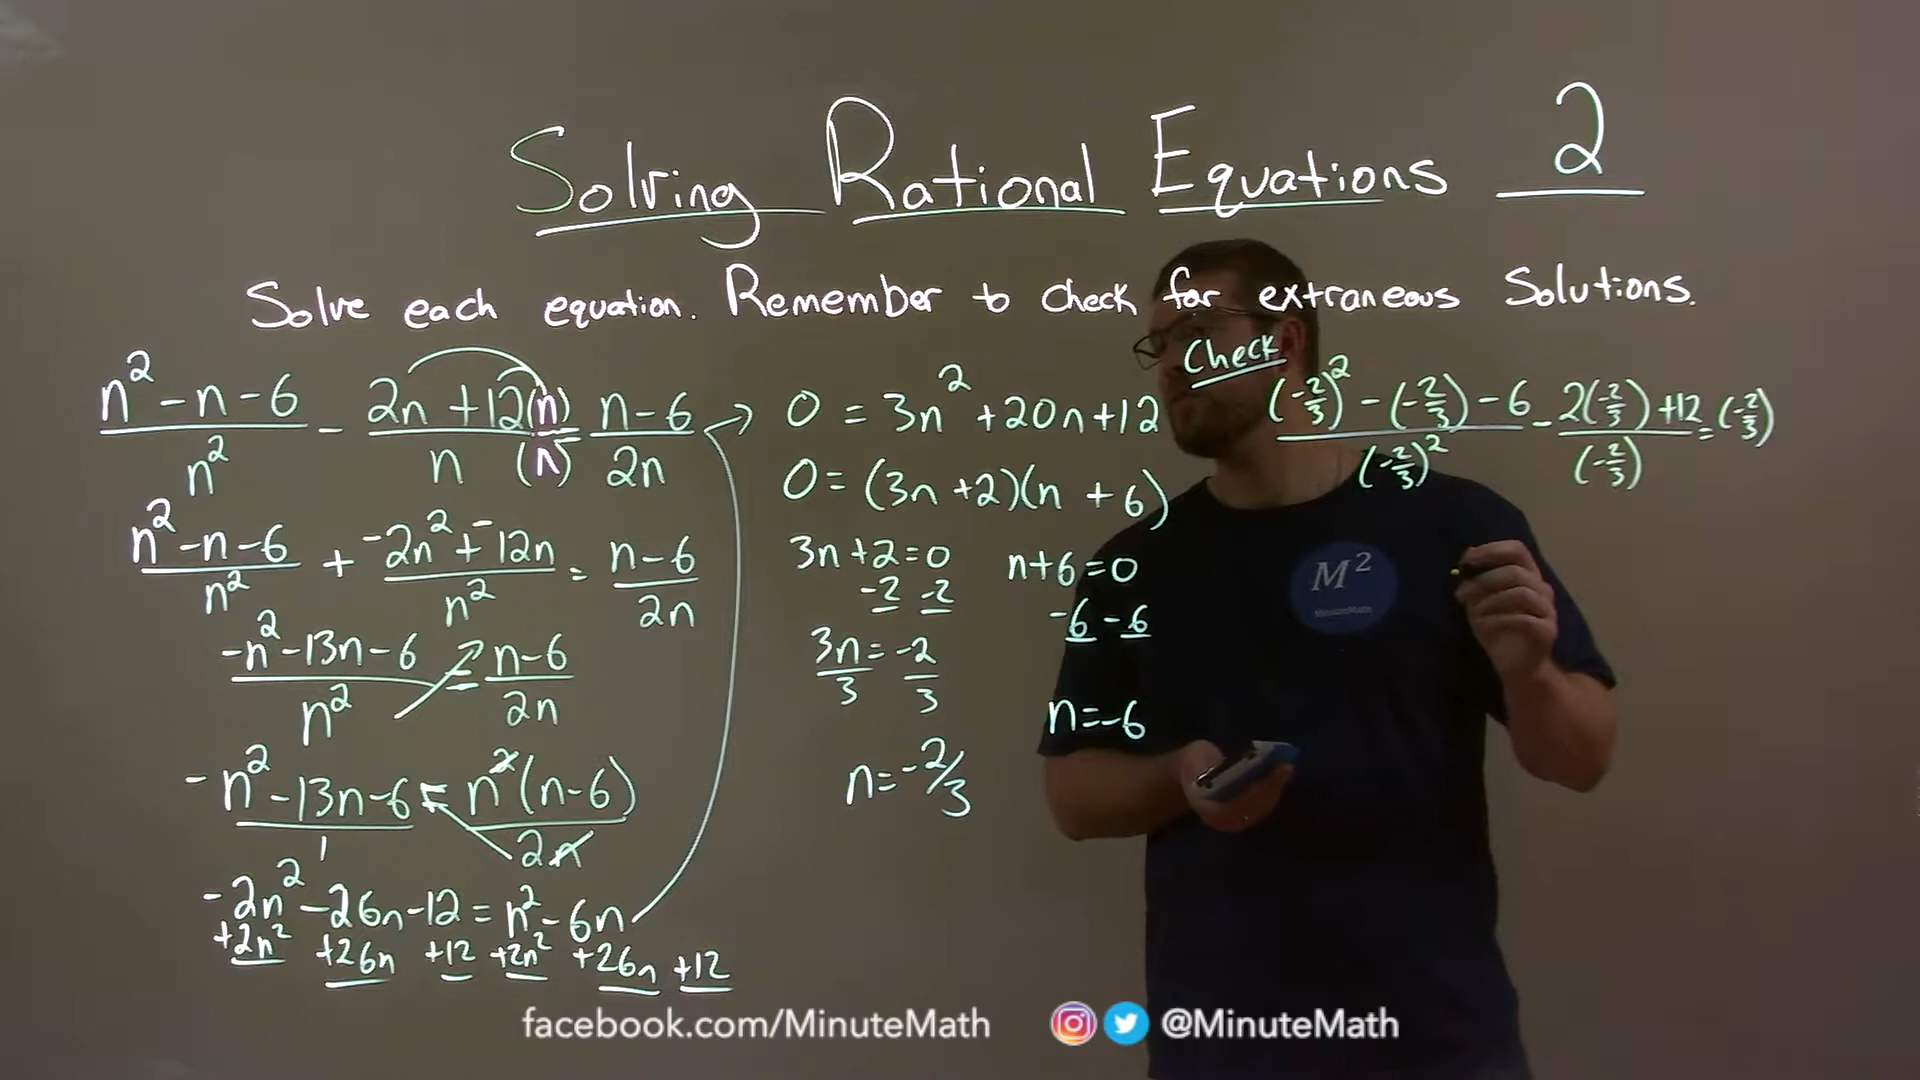 Solving Rational Equations 2
Solve each equation. Remember to check for extraneous Solutions.
n² - n - 6 / n² - 2n + 12(n) / n (n) = n - 6 / 2n
n² - n - 6 / n² + -2n² + -12n / n² = n - 6 / 2n
-n² - 13n - 6 / n² = n - 6 / 2n
-n² - 13n - 6 / 1 = n²(n - 6) / 2n
-2n² - 26n - 12 = n² - 6n
+2n² +26n +12 +2n² +26n +12
0 = 3n² + 20n + 12
0 = (3n + 2)(n + 6)
3n + 2 = 0
-2 -2
3n / 3 = -2 / 3
n = -2/3
n + 6 = 0
-6 -6
n = -6
Check
(-2/3)² - (-2/3) - 6 / (-2/3)² - 2(-2/3) + 12 / (-2/3) = (-2/3)
M²
MinuteMath
facebook.com/MinuteMath
@MinuteMath